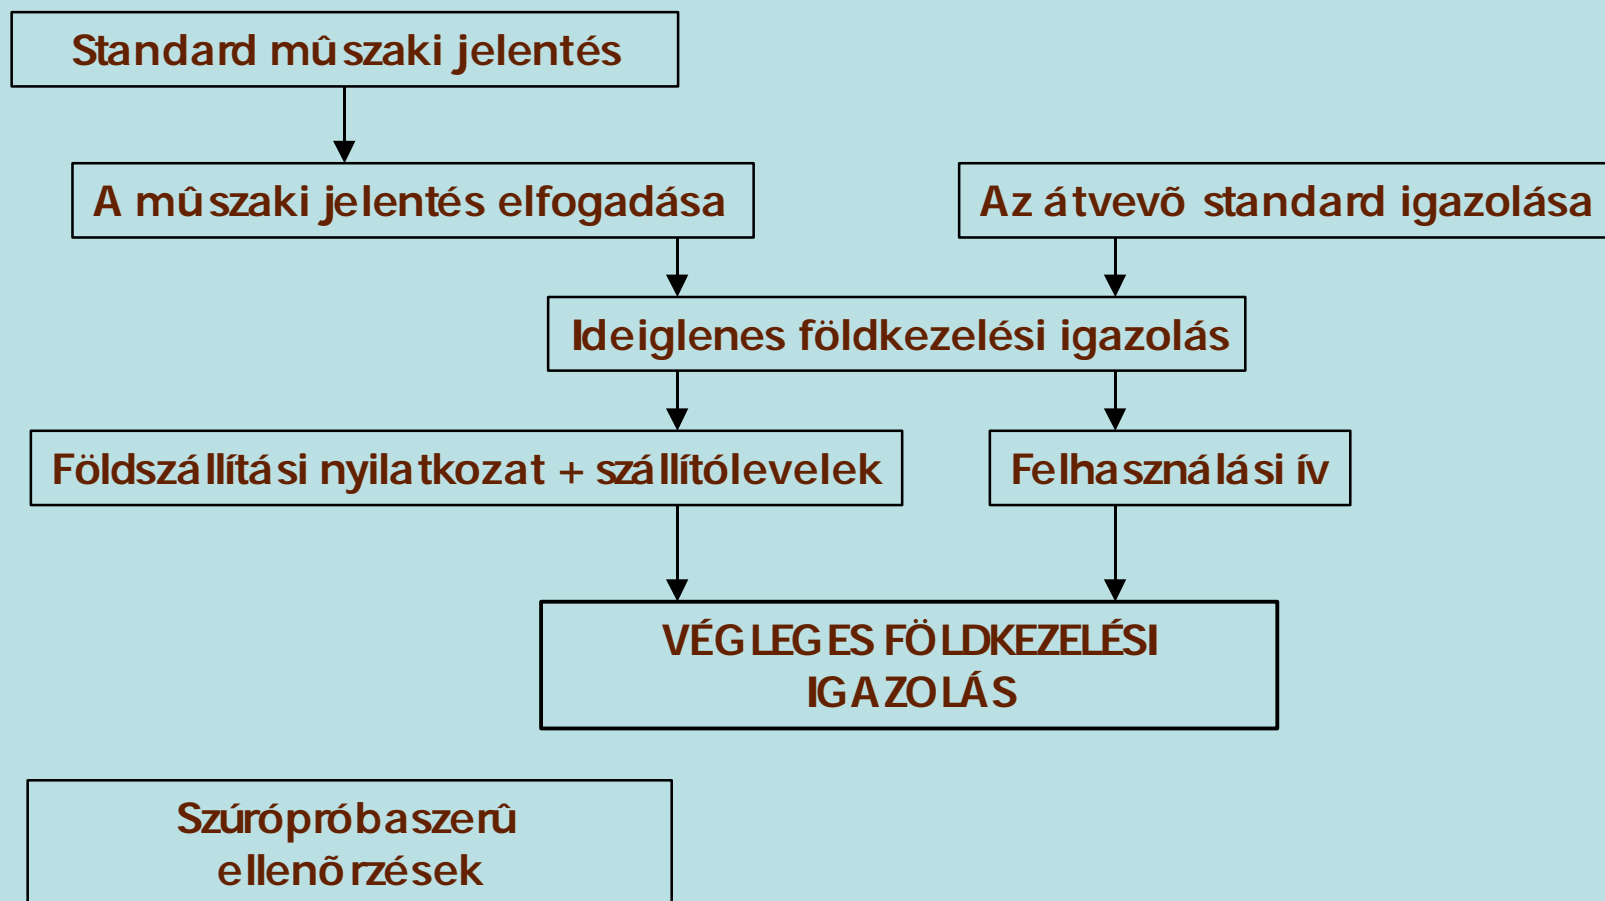 Standard mûszaki jelentés
A mûszaki jelentés elfogadása
Az átvevõ standard igazolása
Ideiglenes földkezelési igazolás
Földszállítási nyilatkozat + szállítólevelek
Felhasználási ív
VÉGLEGES FÖLDKEZELÉSI
IGAZOLÁS
Szúrópróbaszerû
ellenõrzések